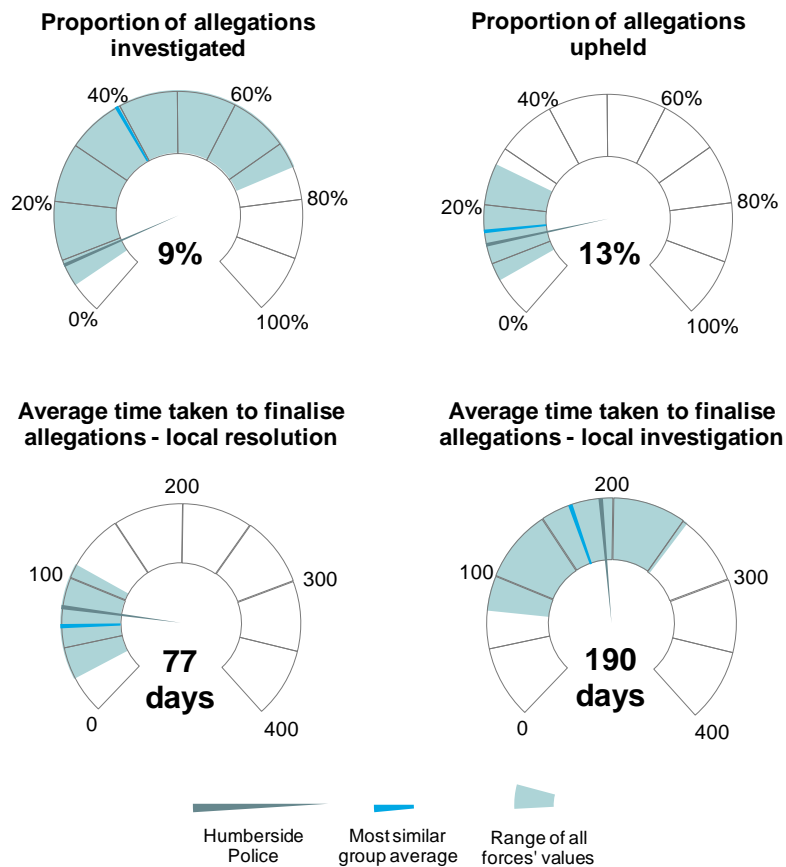 Proportion of allegations
investigated
40%
60%
20%
80%
9%
0%
100%
Proportion of allegations
upheld
40%
60%
20%
80%
13%
0%
100%
Average time taken to finalise
allegations - local resolution
200
100
300
77
days
0
400
Average time taken to finalise
allegations - local investigation
200
100
300
190
days
0
400
Humberside
Police
Most similar
group average
Range of all
forces' values